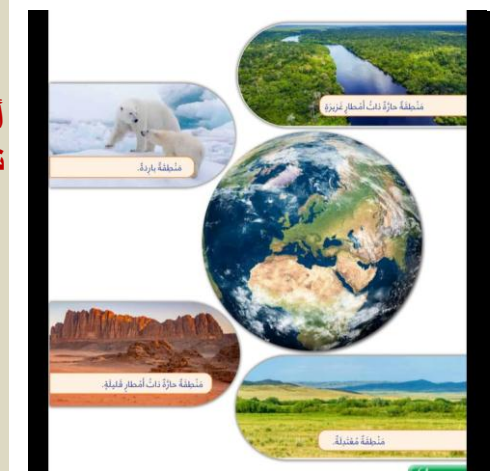 مَنْطِقَةٌ حارَّةٌ ذاتُ أَمْطارٍ غَزيرَةٍ
مَنْطِقَةٌ بارِدَةٌ.
مَنْطِقَةٌ حارَّةٌ ذاتُ أَمْطارٍ قَليلَةٍ.
مَنْطِقَةٌ مُعْتَدِلَةٌ.